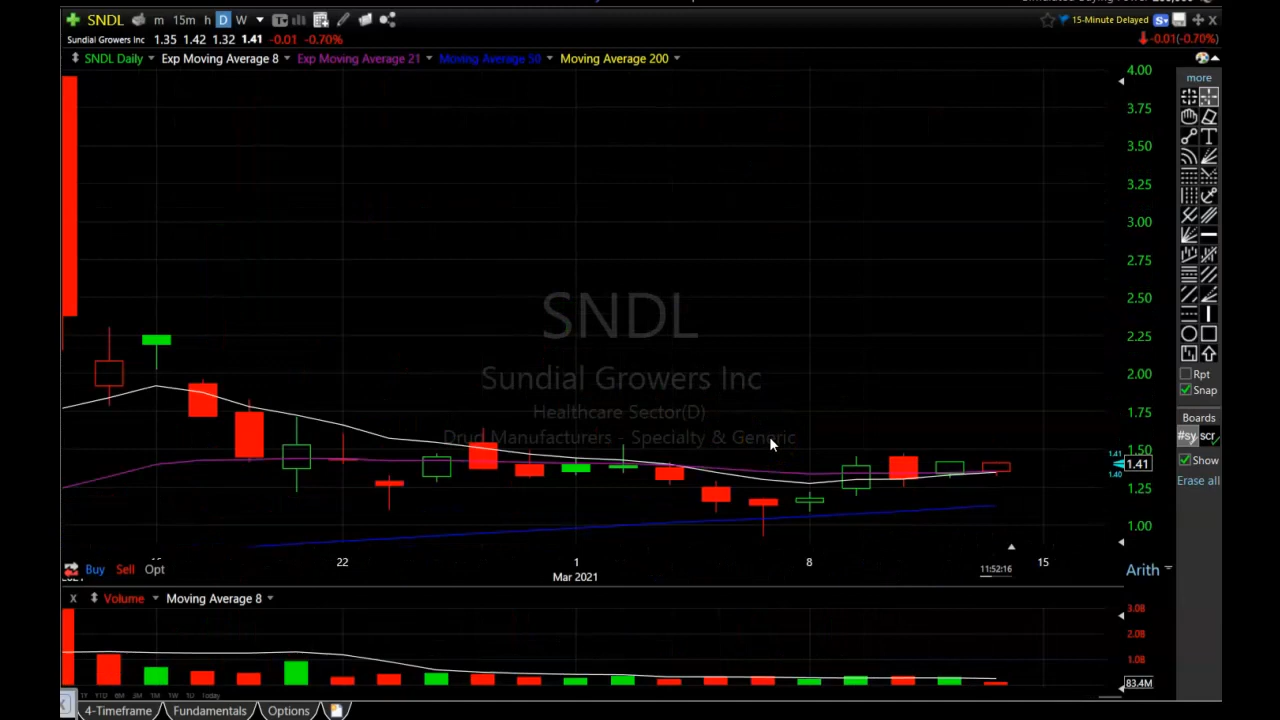 SNDL m 15m h D W TC 15-Minute Delayed S
Sundial Growers Inc 1.35 1.42 1.32 1.41 -0.01 -0.70% -0.01(-0.70%)
SNDL Daily Exp Moving Average 8 Exp Moving Average 21 Moving Average 50 Moving Average 200
more
4.00
3.75
3.50
3.25
3.00
2.75
2.50
2.25
2.00
1.75
1.50
1.41
1.41
1.40
1.25
1.00
SNDL
Sundial Growers Inc
Healthcare Sector(D)
Drug Manufacturers - Specialty & Generic
T
Rpt
Snap
Boards
#sy scr
Show
Erase all
22 1 8 11:52:16 15
Mar 2021
Buy Sell Opt
Arith
X Volume Moving Average 8
3.0B
2.0B
1.0B
83.4M
YTD 6M 3M 1M 1W 1D Today
4-Timeframe Fundamentals Options